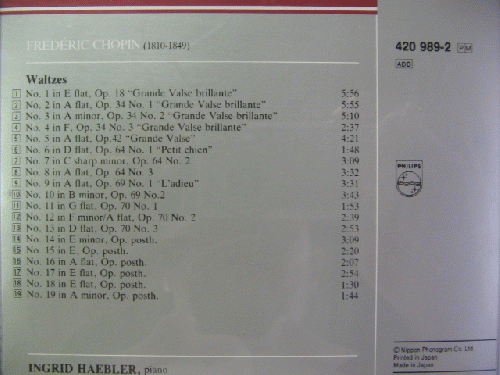 FRÉDÉRIC CHOPIN (1810-1849)
420 989-2 PM
ADD
Waltzes
1 No. 1 in E flat, Op. 18 "Grande Valse brillante" 5:56
2 No. 2 in A flat, Op. 34 No. 1 "Grande Valse brillante" 5:55
3 No. 3 in A minor, Op. 34 No. 2 "Grande Valse brillante" 5:10
4 No. 4 in F, Op. 34 No. 3 "Grande Valse brillante" 2:37
5 No. 5 in A flat, Op.42 "Grande Valse" 4:21
6 No. 6 in D flat, Op. 64 No. 1 "Petit chien" 1:48
7 No. 7 in C sharp minor, Op. 64 No. 2 3:09
8 No. 8 in A flat, Op. 64 No. 3 3:32
9 No. 9 in A flat, Op. 69 No. 1 "L'adieu" 3:31
10 No. 10 in B minor, Op. 69 No.2 3:43
11 No. 11 in G flat, Op. 70 No. 1 1:53
12 No. 12 in F minor/A flat, Op. 70 No. 2 2:39
13 No. 13 in D flat, Op. 70 No. 3 2:53
14 No. 14 in E minor, Op. posth. 3:09
15 No. 15 in E, Op. posth. 2:20
16 No. 16 in A flat, Op. posth. 2:07
17 No. 17 in E flat, Op. posth. 2:54
18 No. 18 in E flat, Op. posth. 1:30
19 No. 19 in A minor, Op. posth. 1:44
PHILIPS
INGRID HAEBLER, piano
© Nippon Phonogram Co. Ltd.
Printed in Japan
Made in Japan